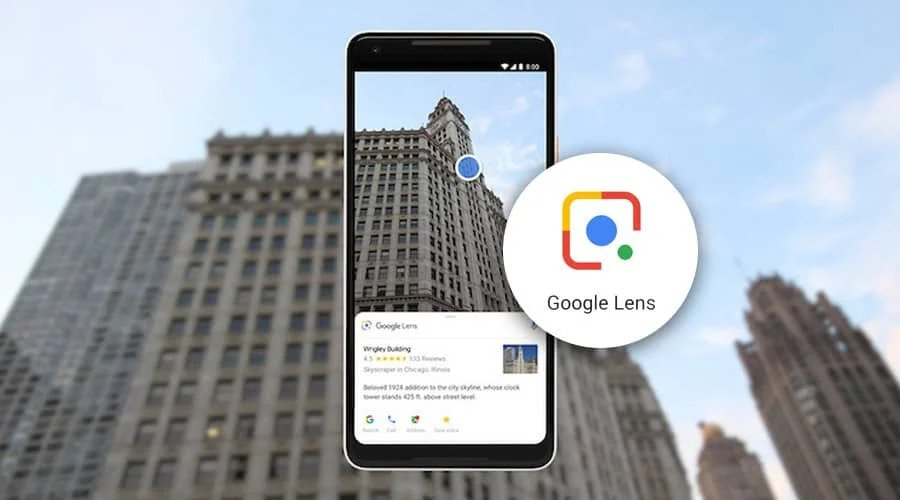 8:00
Google Lens
Wrigley Building
4.5 133 Reviews
Skyscraper in Chicago, Illinois
Beloved 1924 addition to the city skyline, whose clock
tower stands 425 ft. above street level.
Search Call Address Save place
Google Lens